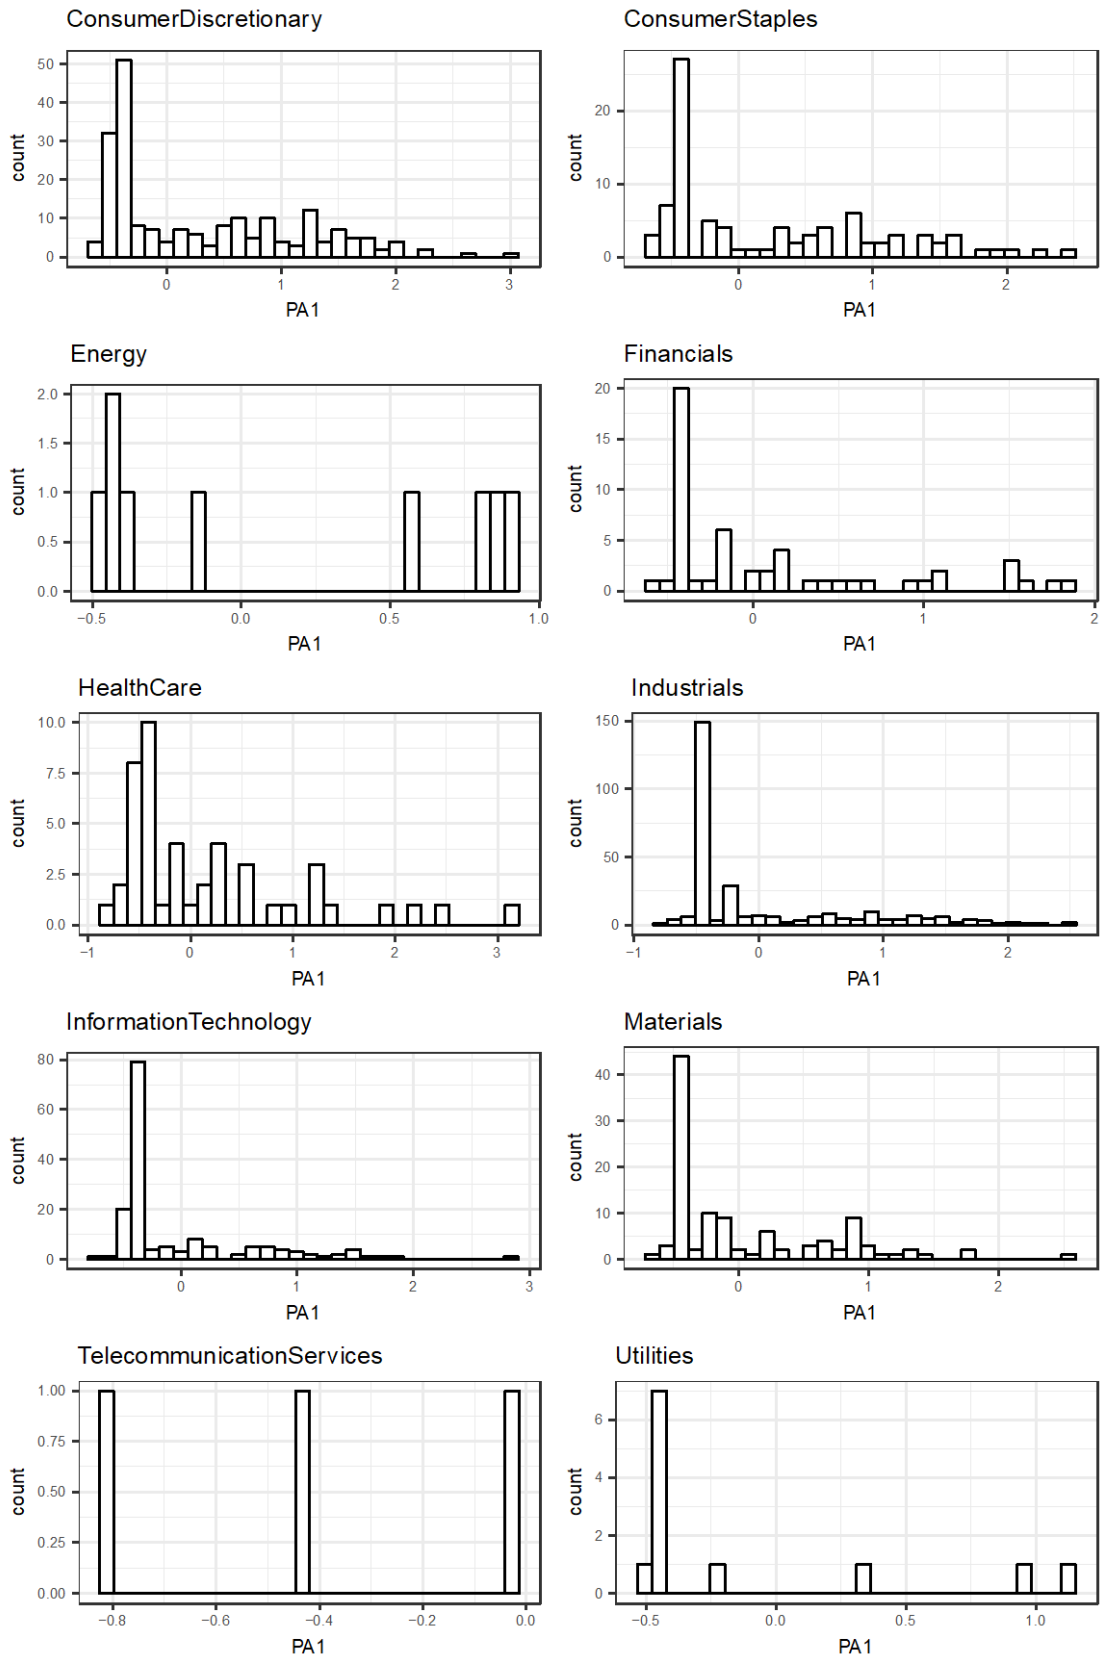 ConsumerDiscretionary
50
40
30
20
10
0
count
0 1 2 3
PA1
ConsumerStaples
20
10
0
count
0 1 2
PA1
Energy
2.0
1.5
1.0
0.5
0.0
count
−0.5 0.0 0.5 1.0
PA1
Financials
20
15
10
5
0
count
0 1 2
PA1
HealthCare
10.0
7.5
5.0
2.5
0.0
count
−1 0 1 2 3
PA1
Industrials
150
100
50
0
count
−1 0 1 2
PA1
InformationTechnology
80
60
40
20
0
count
0 1 2 3
PA1
Materials
40
30
20
10
0
count
0 1 2
PA1
TelecommunicationServices
1.00
0.75
0.50
0.25
0.00
count
−0.8 −0.6 −0.4 −0.2 0.0
PA1
Utilities
6
4
2
0
count
−0.5 0.0 0.5 1.0
PA1